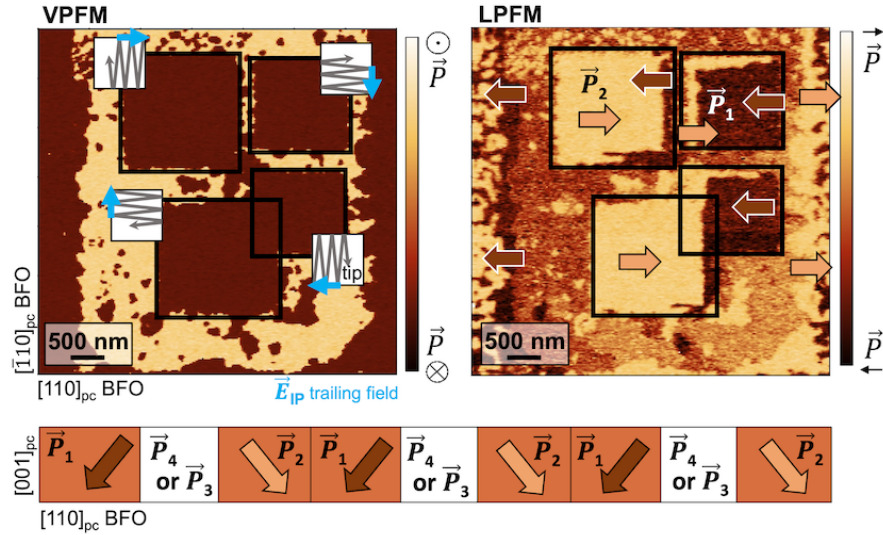 VPFM
LPFM
P⃗
P⃗
P⃗₂
P⃗₁
P⃗
P⃗
tip
500 nm
500 nm
[1̄10]pc BFO
[110]pc BFO
E⃗IP trailing field
[001]pc
P⃗₁
P⃗₄
or P⃗₃
P⃗₂
P⃗₁
P⃗₄
or P⃗₃
P⃗₂
P⃗₁
P⃗₄
or P⃗₃
P⃗₂
[110]pc BFO